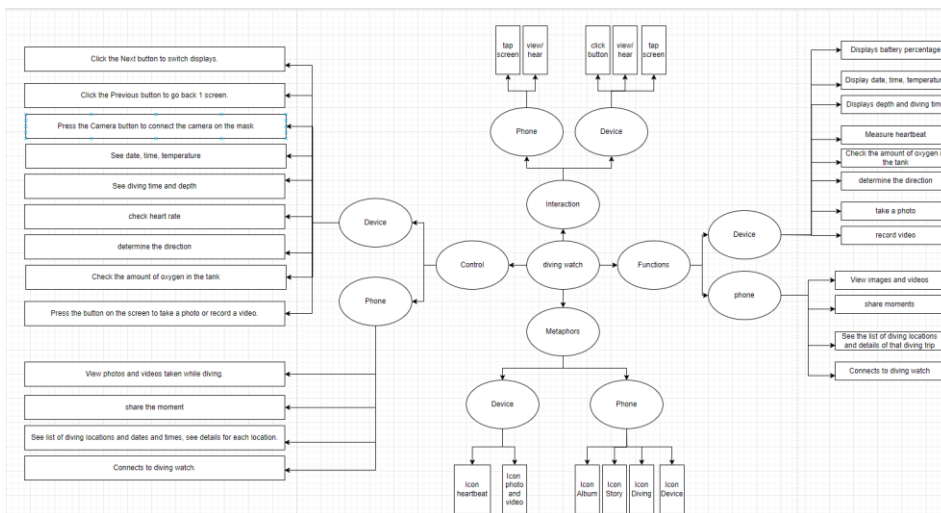 Click the Next button to switch displays.
Click the Previous button to go back 1 screen.
Press the Camera button to connect the camera on the mask
See date, time, temperature
See diving time and depth
check heart rate
determine the direction
Check the amount of oxygen in the tank
Press the button on the screen to take a photo or record a video.
View photos and videos taken while diving.
share the moment
See list of diving locations and dates and times, see details for each location.
Connects to diving watch.
Device
Phone
Control
tap
screen
view/
hear
click
button
view/
hear
tap
screen
Phone
Device
Interaction
diving watch
Metaphors
Device
Phone
Icon
heartbeat
Icon
photo
and
video
Icon
Album
Icon
Story
Icon
Diving
Icon
Device
Functions
Device
phone
Displays battery percentage
Display date, time, temperature
Displays depth and diving time
Measure heartbeat
Check the amount of oxygen in
the tank
determine the direction
take a photo
record video
View images and videos
share moments
See the list of diving locations
and details of that diving trip
Connects to diving watch